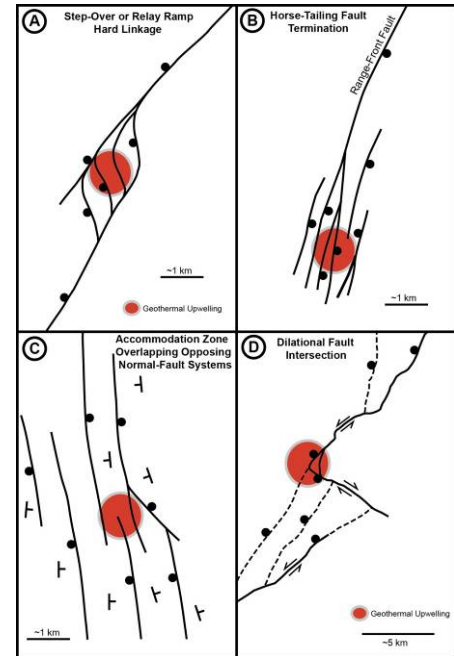 A
Step-Over or Relay Ramp
Hard Linkage
~1 km
Geothermal Upwelling
B
Horse-Tailing Fault
Termination
Range-Front Fault
~1 km
C
Accommodation Zone
Overlapping Opposing
Normal-Fault Systems
~1 km
D
Dilational Fault
Intersection
Geothermal Upwelling
~5 km